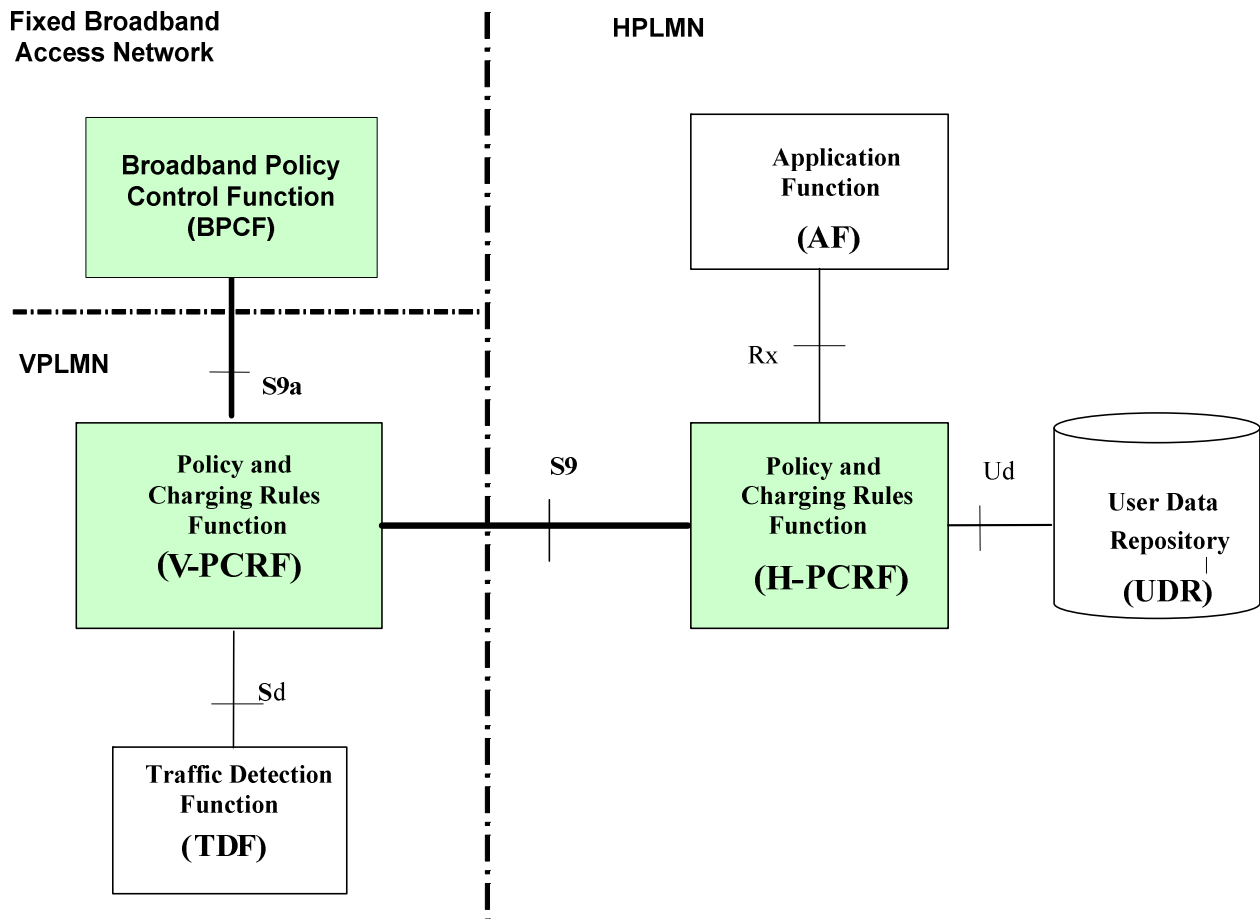 Fixed Broadband
Access Network
HPLMN
Broadband Policy
Control Function
(BPCF)
Application
Function
(AF)
VPLMN
S9a
Rx
Policy and
Charging Rules
Function
(V-PCRF)
S9
Policy and
Charging Rules
Function
(H-PCRF)
Ud
User Data
Repository
(UDR)
Sd
Traffic Detection
Function
(TDF)